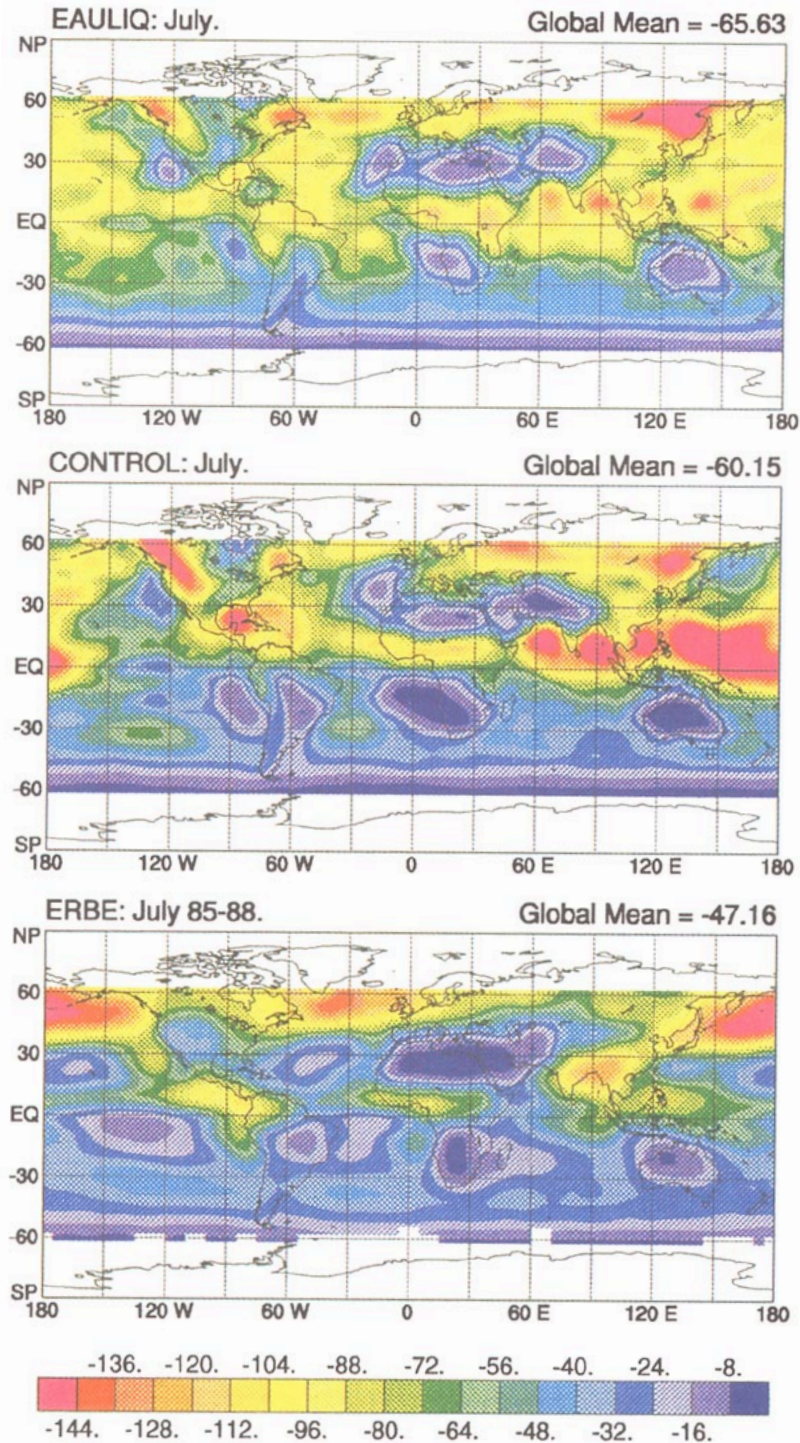 EAULIQ: July. Global Mean = -65.63
NP
60
30
EQ
-30
-60
SP
180 120 W 60 W 0 60 E 120 E 180
CONTROL: July. Global Mean = -60.15
NP
60
30
EQ
-30
-60
SP
180 120 W 60 W 0 60 E 120 E 180
ERBE: July 85-88. Global Mean = -47.16
NP
60
30
EQ
-30
-60
SP
180 120 W 60 W 0 60 E 120 E 180
-136. -120. -104. -88. -72. -56. -40. -24. -8.
-144. -128. -112. -96. -80. -64. -48. -32. -16.